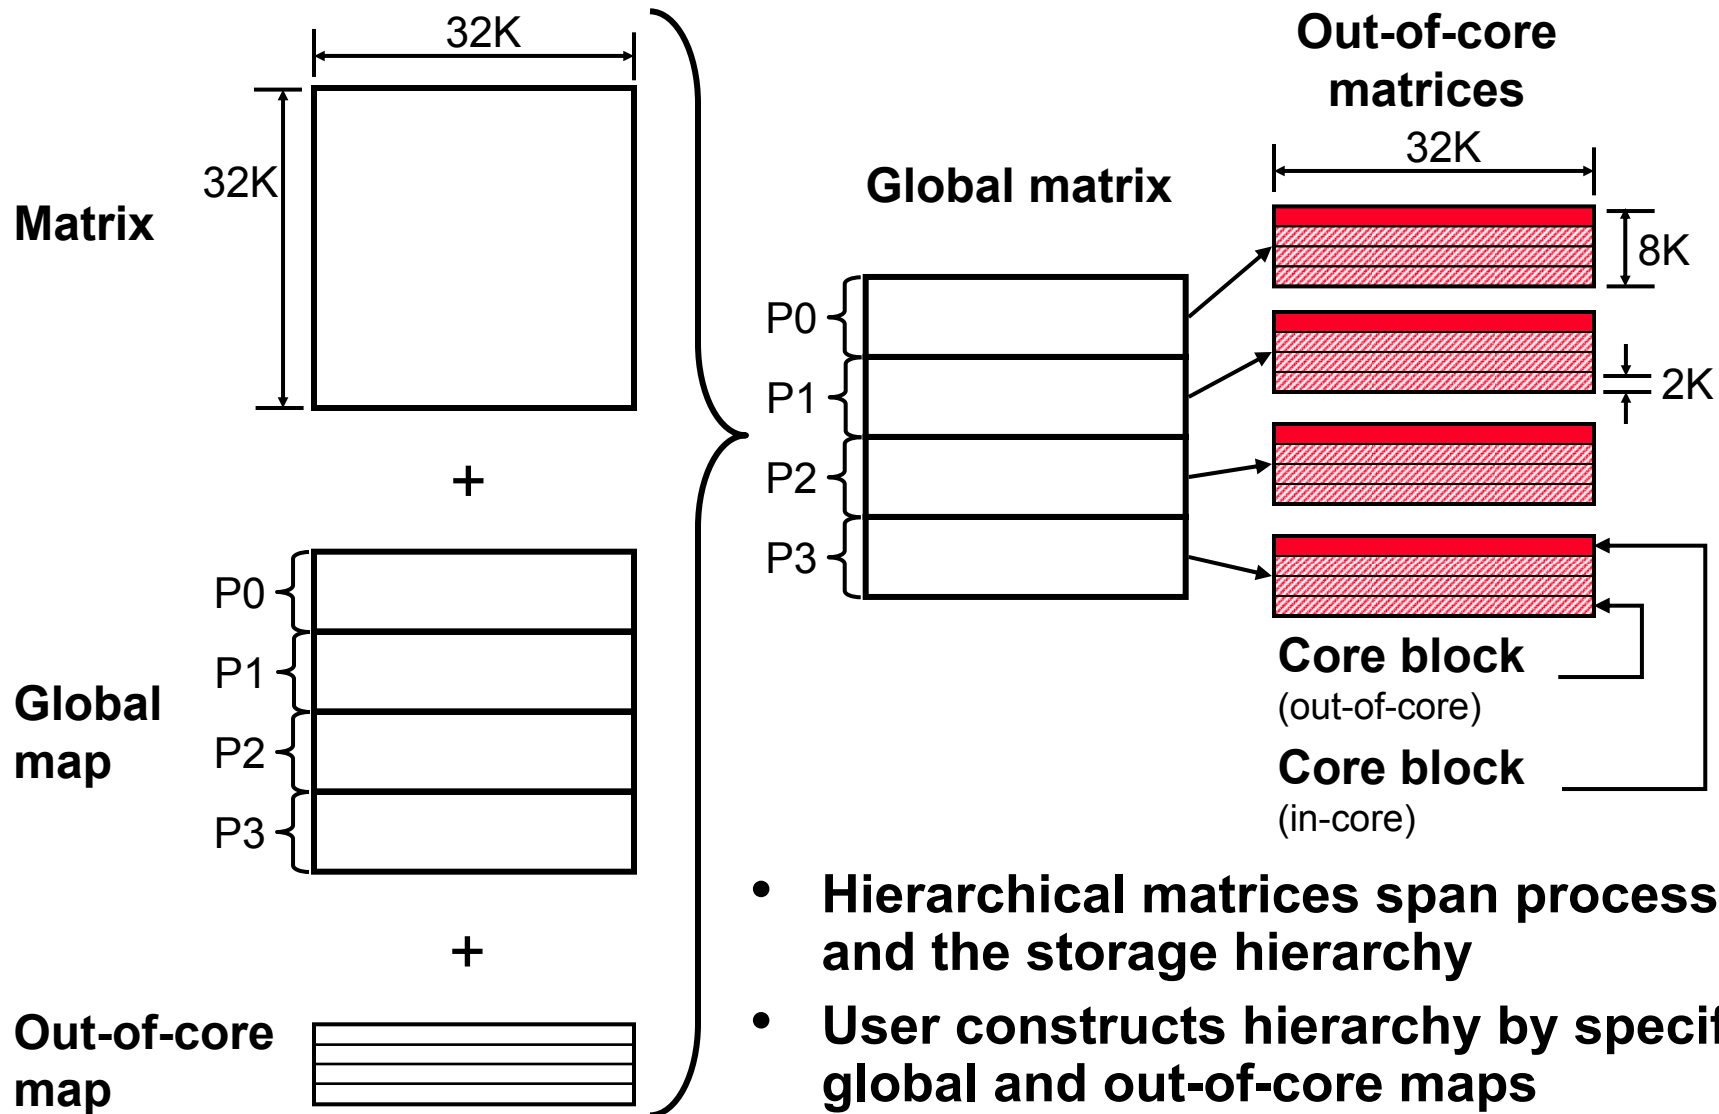 32K
32K
Matrix
+
P0
P1
P2
P3
Global
map
+
Out-of-core
map
Global matrix
P0
P1
P2
P3
Out-of-core
matrices
32K
8K
2K
Core block
(out-of-core)
Core block
(in-core)
• Hierarchical matrices span process
and the storage hierarchy
• User constructs hierarchy by specif
global and out-of-core maps